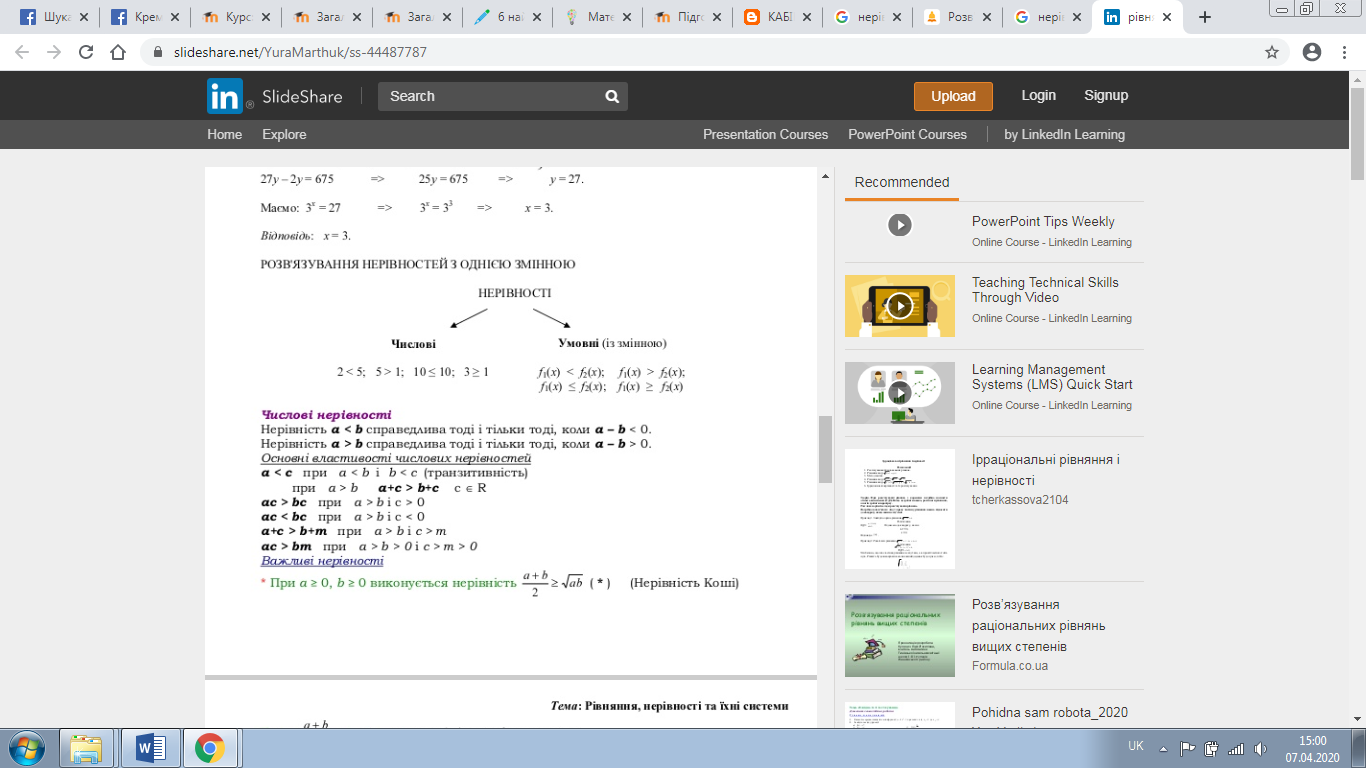 Шука
Крем
Курс
Загал
Загал
6 най
Мате
Підго
КАБІ
нерів
Розв
нерів
рівня
slideshare.net/YuraMarthuk/ss-44487787
in SlideShare
Search
Upload
Login
Signup
Home
Explore
Presentation Courses
PowerPoint Courses
by LinkedIn Learning
27y – 2y = 675 => 25y = 675 => y = 27.
Маємо: 3ˣ = 27 => 3ˣ = 3³ => x = 3.
Відповідь: x = 3.
РОЗВ'ЯЗУВАННЯ НЕРІВНОСТЕЙ З ОДНІЄЮ ЗМІННОЮ
НЕРІВНОСТІ
Числові
Умовні (із змінною)
2 < 5; 5 > 1; 10 ≤ 10; 3 ≥ 1
f₁(x) < f₂(x); f₁(x) > f₂(x);
f₁(x) ≤ f₂(x); f₁(x) ≥ f₂(x)
Числові нерівності
Нерівність a < b справедлива тоді і тільки тоді, коли a – b < 0.
Нерівність a > b справедлива тоді і тільки тоді, коли a – b > 0.
Основні властивості числових нерівностей
a < c при a < b і b < c (транзитивність)
при a > b a+c > b+c c ∈ R
ac > bc при a > b і c > 0
ac < bc при a > b і c < 0
a+c > b+m при a > b і c > m
ac > bm при a > b > 0 і c > m > 0
Важливі нерівності
* При a ≥ 0, b ≥ 0 виконується нерівність (a+b)/2 ≥ √ab ( * ) (Нерівність Коші)
Тема: Рівняння, нерівності та їхні системи
a + b
Recommended
PowerPoint Tips Weekly
Online Course - LinkedIn Learning
Teaching Technical Skills
Through Video
Online Course - LinkedIn Learning
Learning Management
Systems (LMS) Quick Start
Online Course - LinkedIn Learning
Ірраціональні рівняння і
нерівності
tcherkassova2104
Розв'язування раціональних
рівнянь вищих степенів
Розв’язування
раціональних рівнянь
вищих степенів
Formula.co.ua
Pohidna sam robota_2020
UK
15:00
07.04.2020